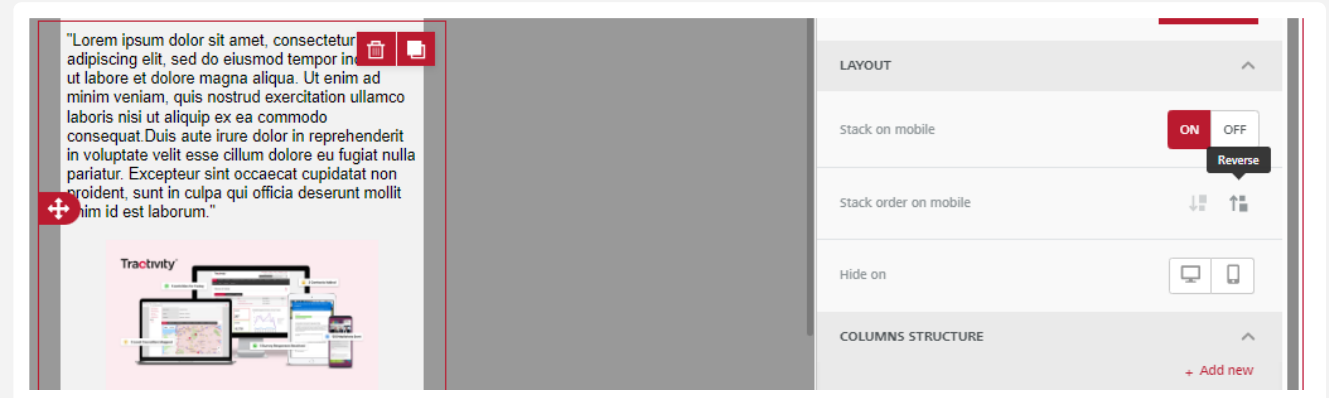 "Lorem ipsum dolor sit amet, consectetur
adipiscing elit, sed do eiusmod tempor
ut labore et dolore magna aliqua. Ut enim ad
minim veniam, quis nostrud exercitation ullamco
laboris nisi ut aliquip ex ea commodo
consequat.Duis aute irure dolor in reprehenderit
in voluptate velit esse cillum dolore eu fugiat nulla
pariatur. Excepteur sint occaecat cupidatat non
proident, sunt in culpa qui officia deserunt mollit
id est laborum."
Tractivity
LAYOUT
Stack on mobile
ON OFF
Reverse
Stack order on mobile
Hide on
COLUMNS STRUCTURE
+ Add new